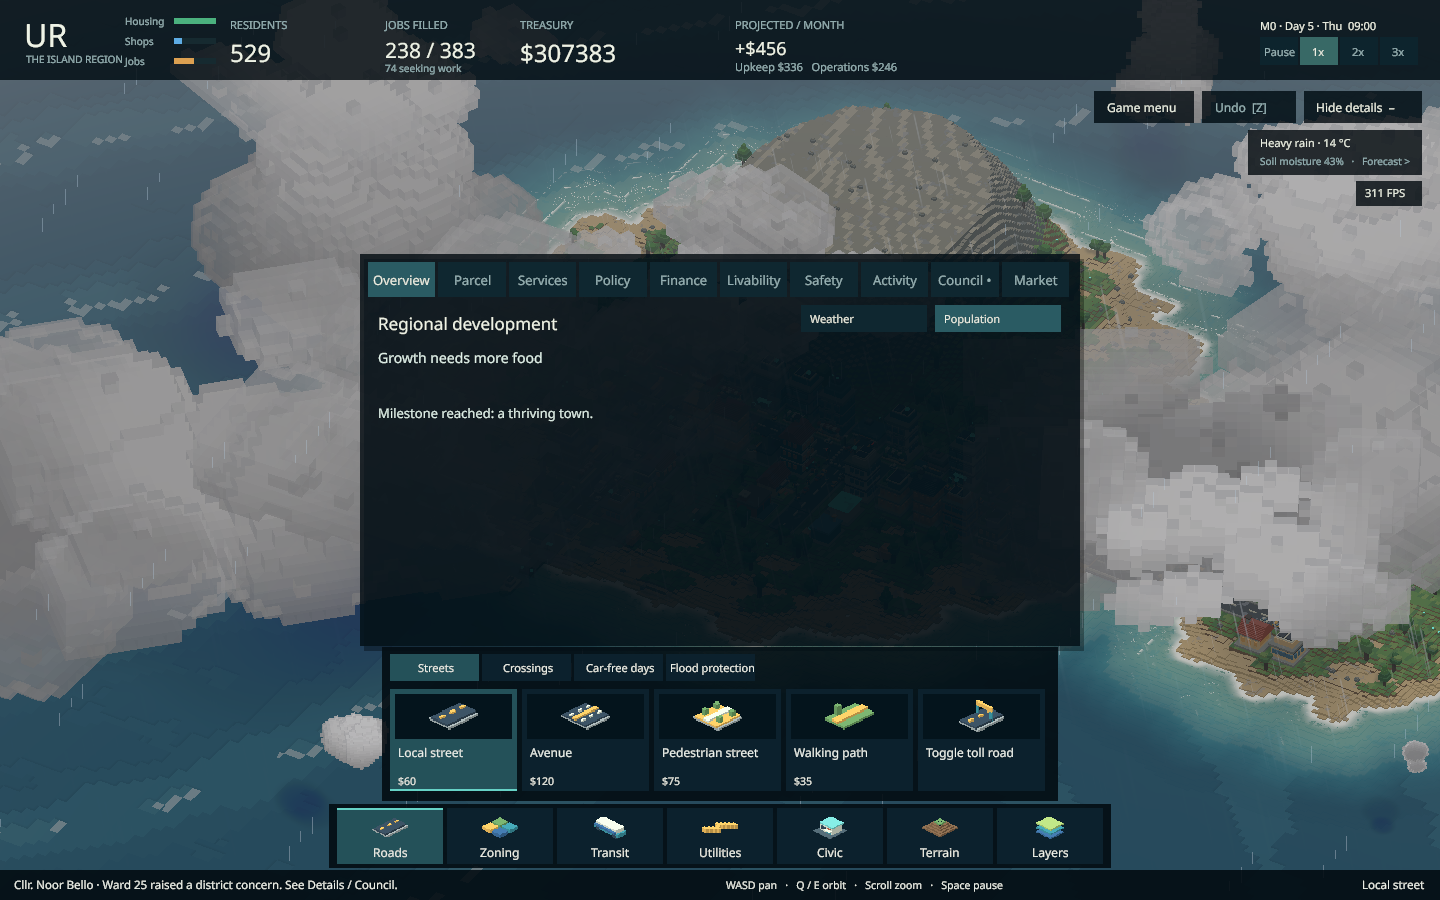 UR
THE ISLAND REGION
Housing
Shops
Jobs
RESIDENTS
529
JOBS FILLED
238 / 383
74 seeking work
TREASURY
$307383
PROJECTED / MONTH
+$456
Upkeep $336 Operations $246
M0 · Day 5 · Thu 09:00
Pause 1x 2x 3x
Game menu Undo [Z] Hide details –
Heavy rain · 14 °C
Soil moisture 43% · Forecast >
311 FPS
Overview Parcel Services Policy Finance Livability Safety Activity Council • Market
Regional development
Weather Population
Growth needs more food
Milestone reached: a thriving town.
Streets Crossings Car-free days Flood protection
Local street Avenue Pedestrian street Walking path Toggle toll road
$60 $120 $75 $35
Roads Zoning Transit Utilities Civic Terrain Layers
Cllr. Noor Bello · Ward 25 raised a district concern. See Details / Council.
WASD pan · Q / E orbit · Scroll zoom · Space pause
Local street